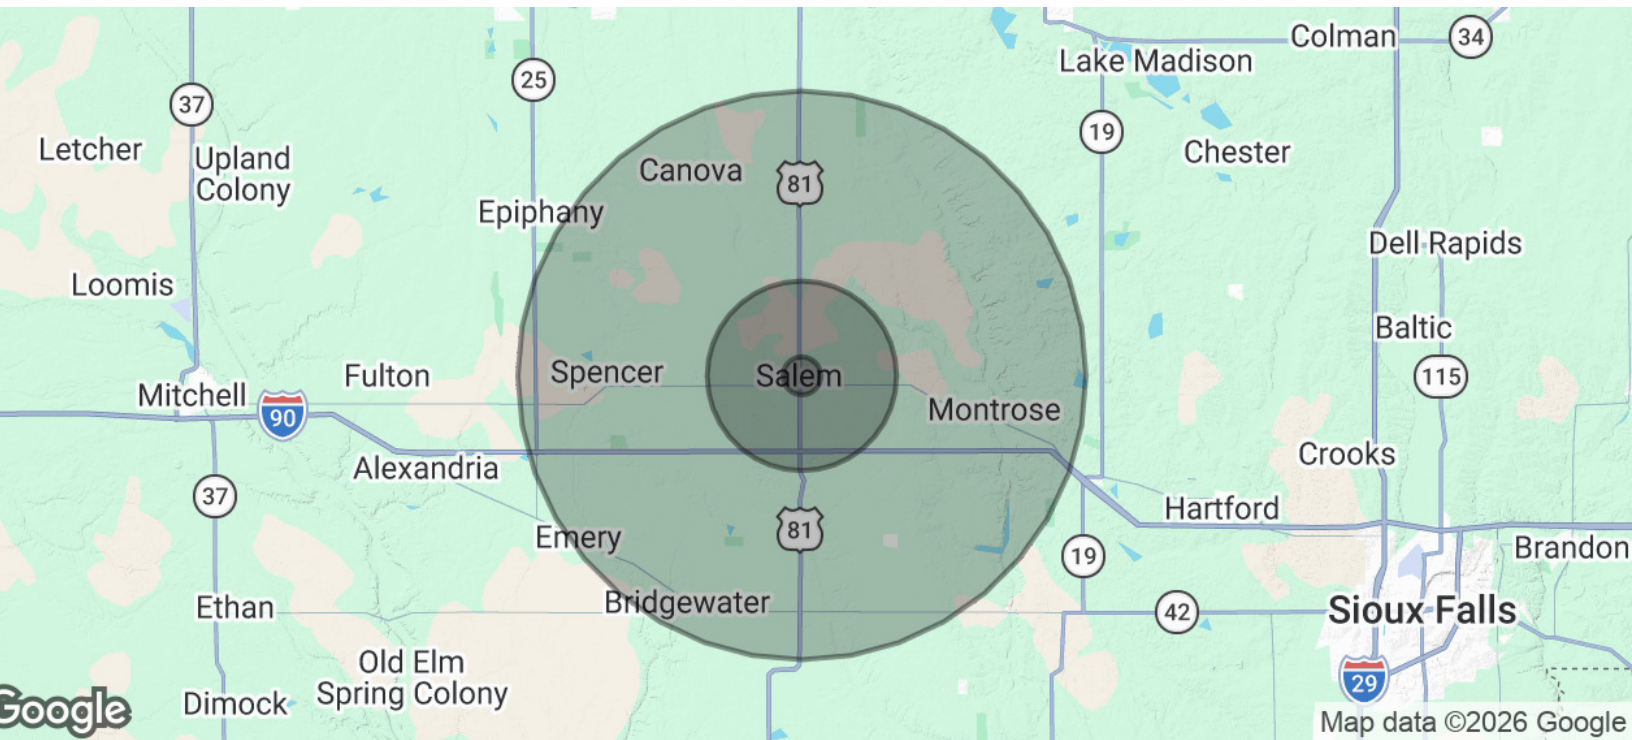 Colman
34
Lake Madison
25
37
19
Letcher
Upland
Colony
Chester
Canova
81
Epiphany
Dell Rapids
Loomis
Baltic
Fulton
Spencer
Salem
115
Mitchell
90
Montrose
Alexandria
Crooks
37
Hartford
Emery
81
19
Brandon
Ethan
Bridgewater
42
Sioux Falls
Old Elm
Spring Colony
29
Dimock
Google
Map data ©2026 Google